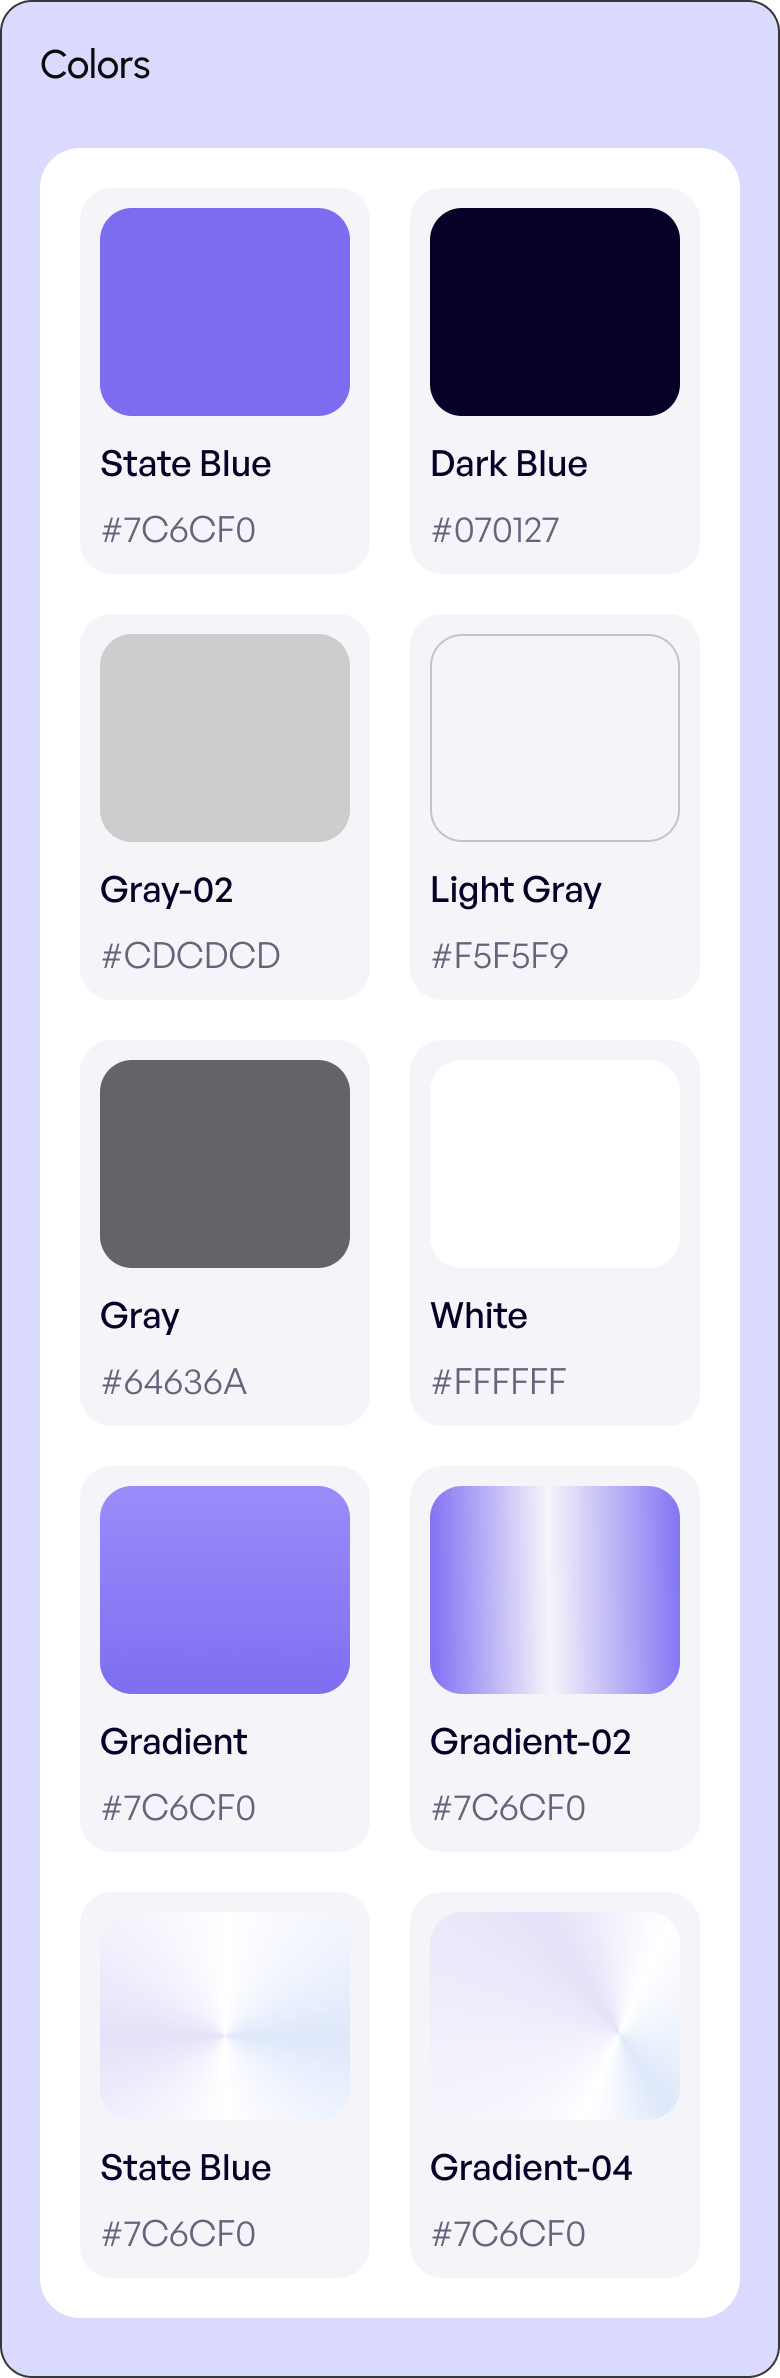 Colors
State Blue
#7C6CF0
Dark Blue
#070127
Gray-02
#CDCDCD
Light Gray
#F5F5F9
Gray
#64636A
White
#FFFFFF
Gradient
#7C6CF0
Gradient-02
#7C6CF0
State Blue
#7C6CF0
Gradient-04
#7C6CF0